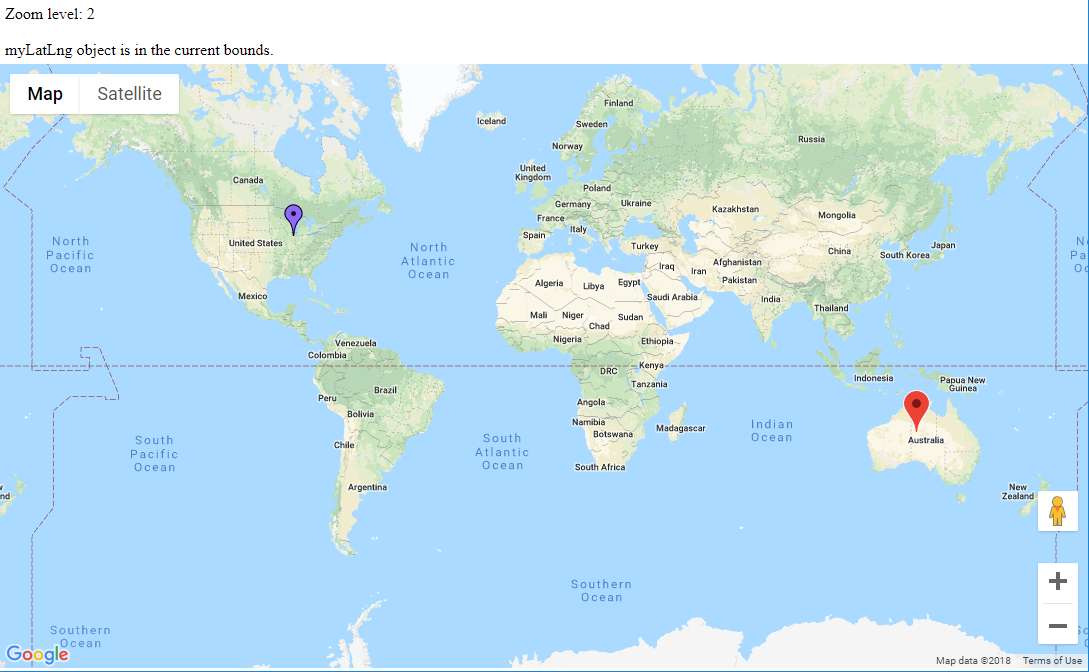 Zoom level: 2
myLatLng object is in the current bounds.
Map
Satellite
Finland
Iceland
Sweden
Norway
Russia
United
Kingdom
Canada
Poland
Germany
Ukraine
Kazakhstan
Mongolia
France
Spain
Italy
United States
North
Pacific
Ocean
North
Atlantic
Ocean
Turkey
China
Japan
South Korea
Afghanistan
Iraq
Iran
Pakistan
Algeria
Libya
Egypt
Mexico
Saudi Arabia
India
Thailand
Mali
Niger
Chad
Sudan
Nigeria
Ethiopia
Venezuela
Colombia
DRC
Kenya
Tanzania
Indonesia
Papua New
Guinea
Brazil
Peru
Angola
Bolivia
Namibia
Botswana
Madagascar
Indian
Ocean
Australia
South
Pacific
Ocean
South
Atlantic
Ocean
Chile
South Africa
Argentina
New
Zealand
Southern
Ocean
Southern
Ocean
Google
Map data ©2018
Terms of Use